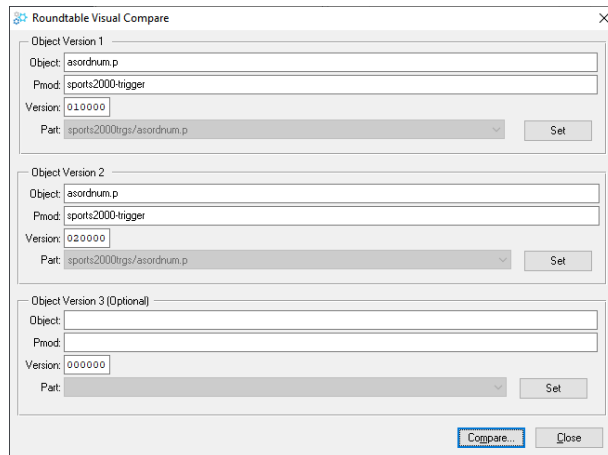 Roundtable Visual Compare
Object Version 1
Object: asordnum.p
Pmod: sports2000-trigger
Version: 010000
Part: sports2000trgs/asordnum.p Set
Object Version 2
Object: asordnum.p
Pmod: sports2000-trigger
Version: 020000
Part: sports2000trgs/asordnum.p Set
Object Version 3 (Optional)
Object:
Pmod:
Version: 000000
Part: Set
Compare... Close